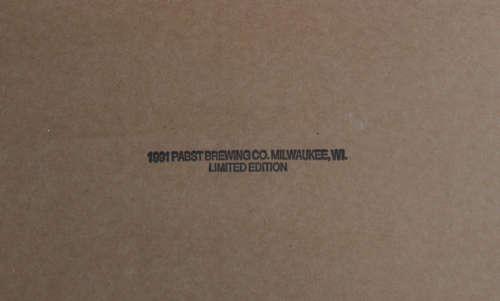 1991 PABST BREWING CO. MILWAUKEE, WI.
LIMITED EDITION